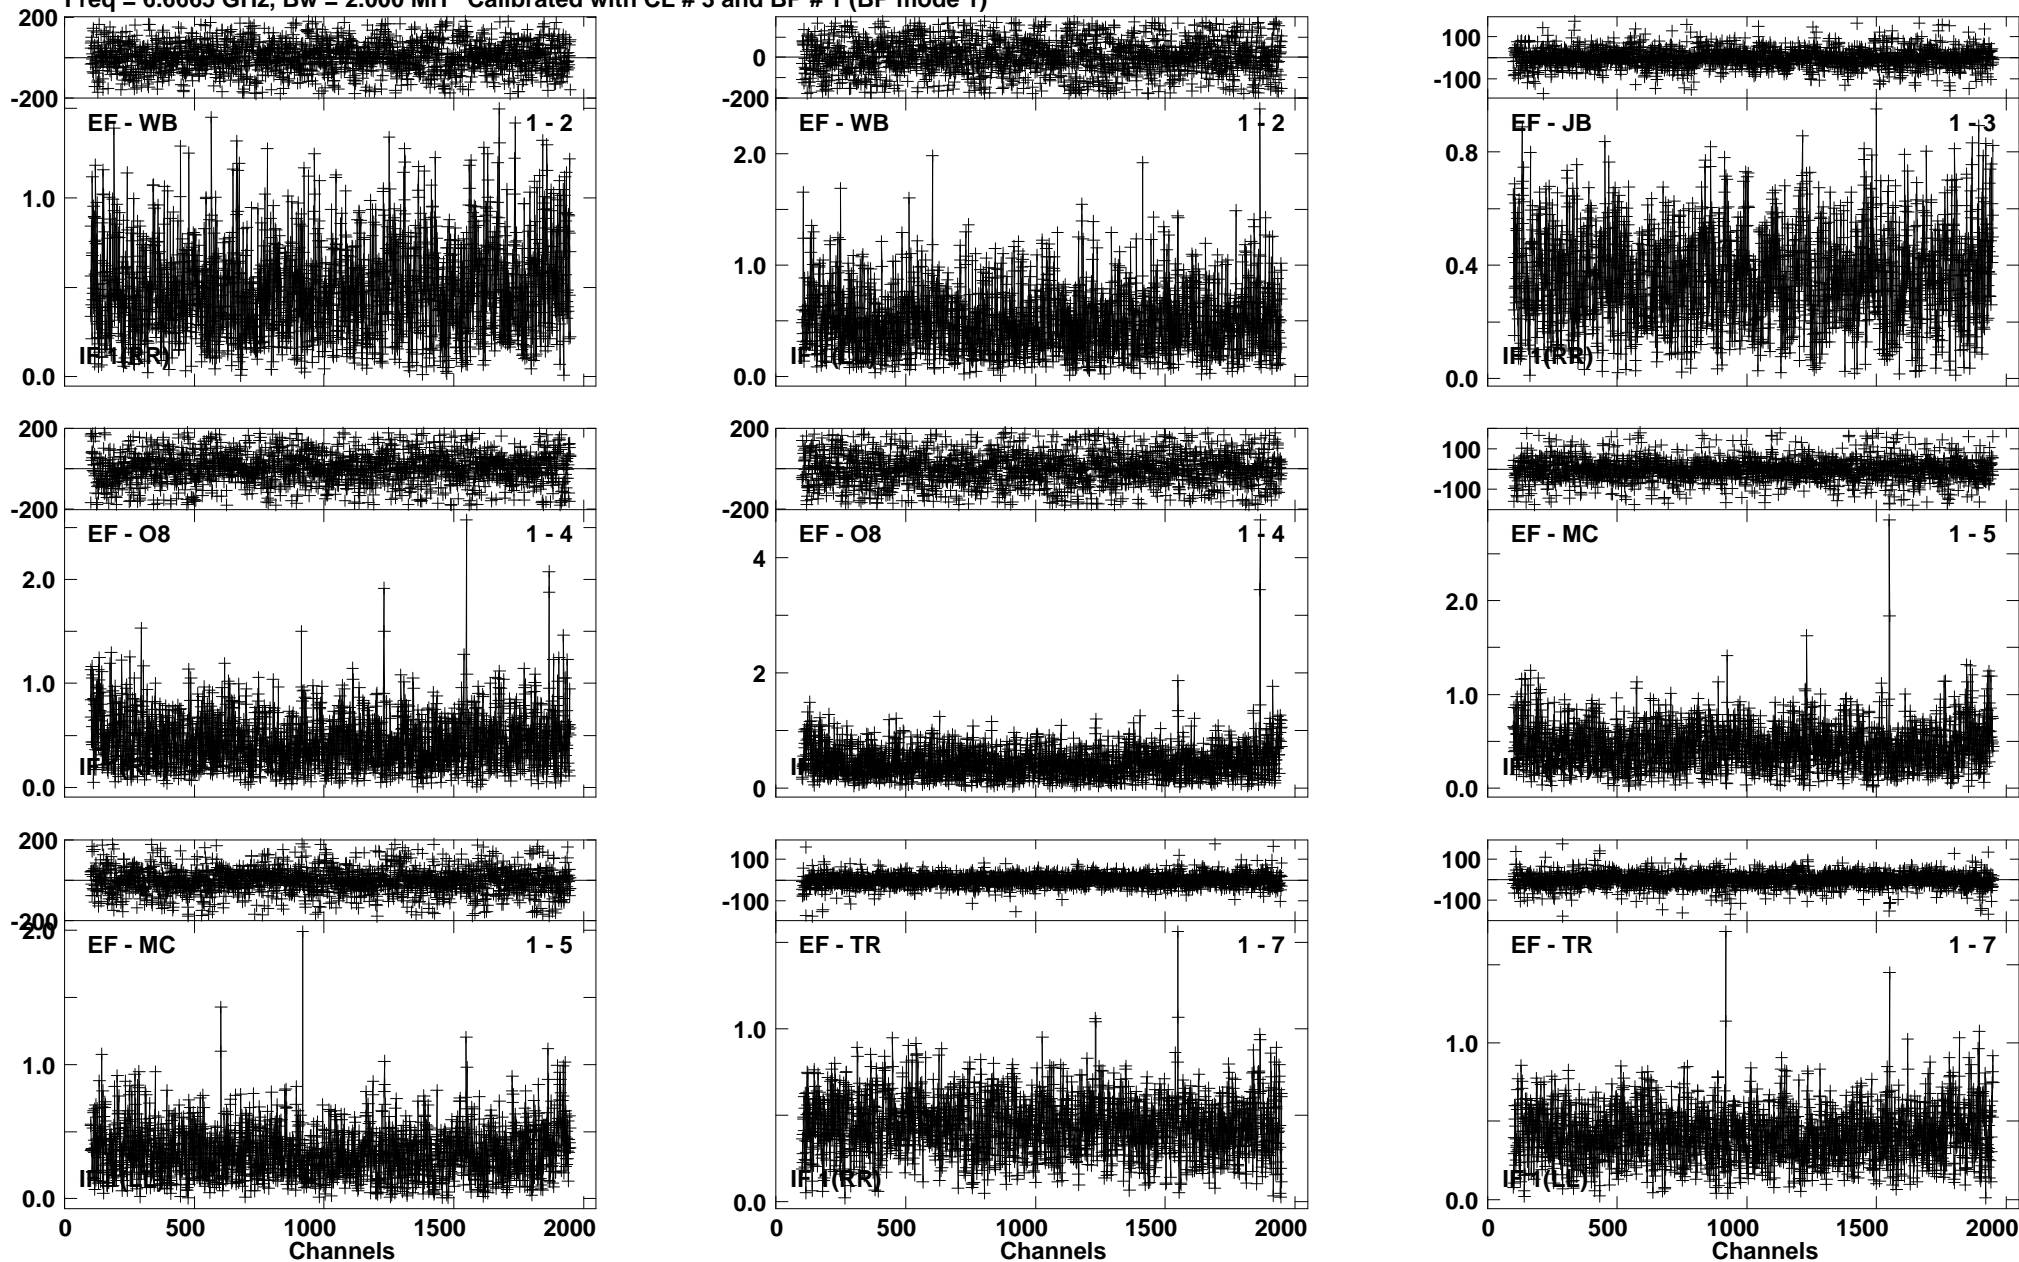 Freq = 6.6665 GHz, Bw = 2.000 MH Calibrated with CL # 3 and BP # 1 (BP mode 1)
200
-200
0
-200
100
-100
EF - WB 1 - 2
EF - WB 1 - 2
EF - JB 1 - 3
1.0
0.0
2.0
1.0
0.0
0.8
0.4
0.0
IF 1(RR)
IF 1(RR)
200
-200
200
-200
100
-100
EF - O8 1 - 4
EF - O8 1 - 4
EF - MC 1 - 5
2.0
1.0
0.0
4
2
0
2.0
1.0
0.0
200
-200
100
-100
100
-100
EF - MC 1 - 5
EF - TR 1 - 7
EF - TR 1 - 7
2.0
1.0
0.0
1.0
0.0
1.0
0.0
IF 1(RR)
IF 1(LL)
0 500 1000 1500 2000
0 500 1000 1500 2000
0 500 1000 1500 2000
Channels
Channels